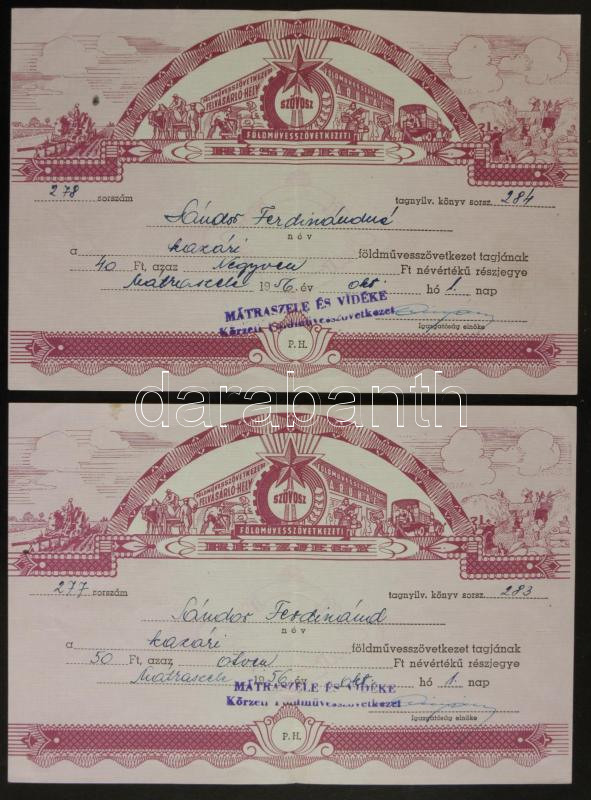 FÖLDMŰVESSZÖVETKEZETI
FELVÁSÁRLÓ-HELY
FÖLDMŰVESSZÖVETKEZETI
SZÖVOSZ
FÖLDMŰVESSZÖVETKEZETI
RÉSZJEGY
278 sorszám
tagnyilv. könyv sorsz. 284
Sándor Ferdinándné
név
a kazári földművesszövetkezet tagjának
40 Ft, azaz Negyven Ft névértékű részjegye
Mátraszele 1956. év okt. hó 1. nap
MÁTRASZELE ÉS VIDÉKE
Körzeti Földművesszövetkezet
Igazgatóság elnöke
P. H.
darabanth
FÖLDMŰVESSZÖVETKEZETI
FELVÁSÁRLÓ-HELY
FÖLDMŰVESSZÖVETKEZETI
SZÖVOSZ
FÖLDMŰVESSZÖVETKEZETI
RÉSZJEGY
277 sorszám
tagnyilv. könyv sorsz. 283
Sándor Ferdinánd
név
a kazári földművesszövetkezet tagjának
50 Ft, azaz ötven Ft névértékű részjegye
Mátraszele 1956. év okt. hó 1. nap
MÁTRASZELE ÉS VIDÉKE
Körzeti Földművesszövetkezet
Igazgatóság elnöke
P. H.